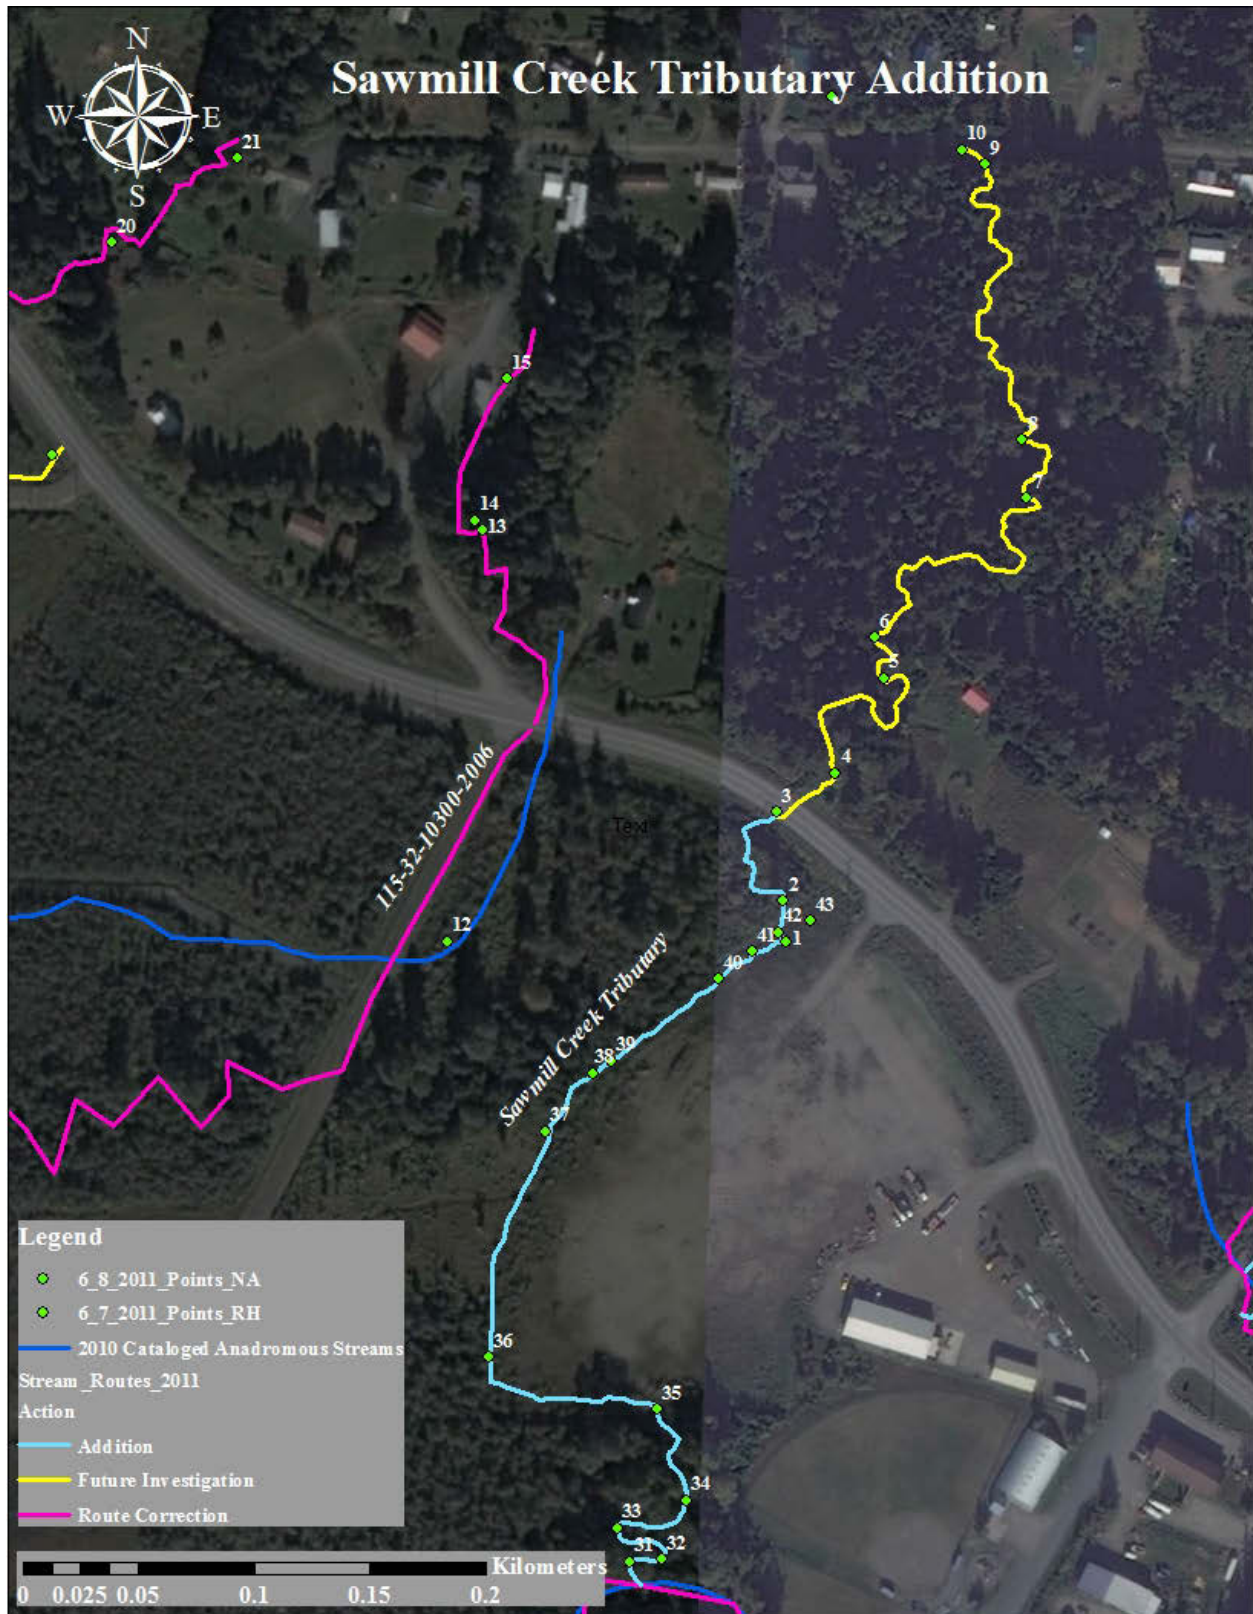 Sawmill Creek Tributary Addition
N
W E
S
21
20
10
9
15
8
7
14
13
6
5
4
3
Text
115-32-10300-2006
2
43
42
12
41
1
40
Sawmill Creek Tributary
39
38
37
36
35
34
33
32
31
Legend
6_8_2011_Points_NA
6_7_2011_Points_RH
2010 Cataloged Anadromous Streams
Stream_Routes_2011
Action
Addition
Future Investigation
Route Correction
Kilometers
0 0.025 0.05 0.1 0.15 0.2